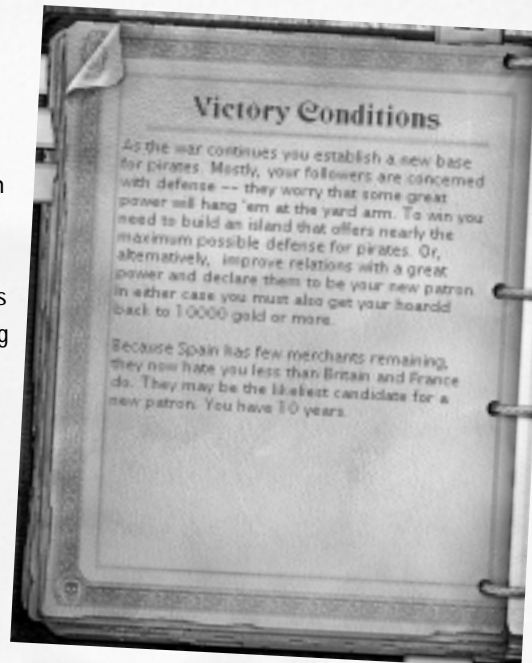 n
s
g
Victory Conditions
As the war continues you establish a new base
for pirates. Mostly, your followers are concerned
with defense -- they worry that some great
power will hang 'em at the yard arm. To win you
need to build an island that offers nearly the
maximum possible defense for pirates. Or,
alternatively, improve relations with a great
power and declare them to be your new patron.
In either case you must also get your hoarcld
back to 10000 gold or more.
Because Spain has few merchants remaining,
they now hate you less than Britain and France
do. They may be the likeliest candidate for a
new patron. You have 10 years.